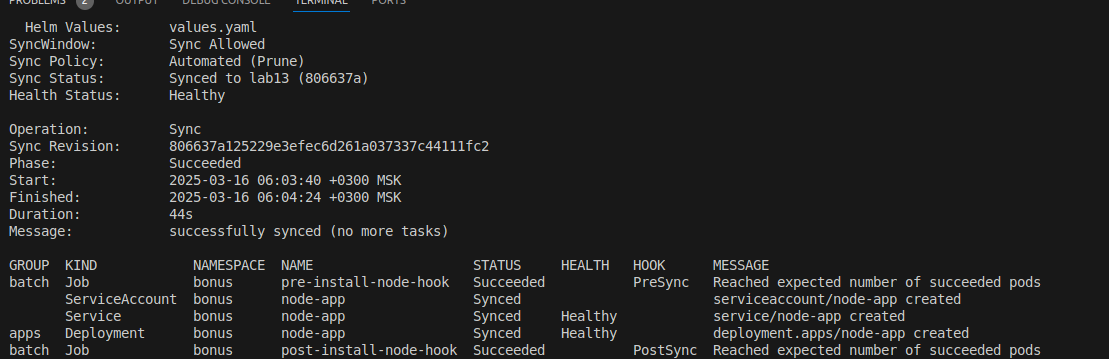 PROBLEMS 2 OUTPUT DEBUG CONSOLE TERMINAL PORTS
Helm Values: values.yaml
SyncWindow: Sync Allowed
Sync Policy: Automated (Prune)
Sync Status: Synced to lab13 (806637a)
Health Status: Healthy
Operation: Sync
Sync Revision: 806637a125229e3efec6d261a037337c44111fc2
Phase: Succeeded
Start: 2025-03-16 06:03:40 +0300 MSK
Finished: 2025-03-16 06:04:24 +0300 MSK
Duration: 44s
Message: successfully synced (no more tasks)
GROUP KIND NAMESPACE NAME STATUS HEALTH HOOK MESSAGE
batch Job bonus pre-install-node-hook Succeeded PreSync Reached expected number of succeeded pods
ServiceAccount bonus node-app Synced serviceaccount/node-app created
Service bonus node-app Synced Healthy service/node-app created
apps Deployment bonus node-app Synced Healthy deployment.apps/node-app created
batch Job bonus post-install-node-hook Succeeded PostSync Reached expected number of succeeded pods